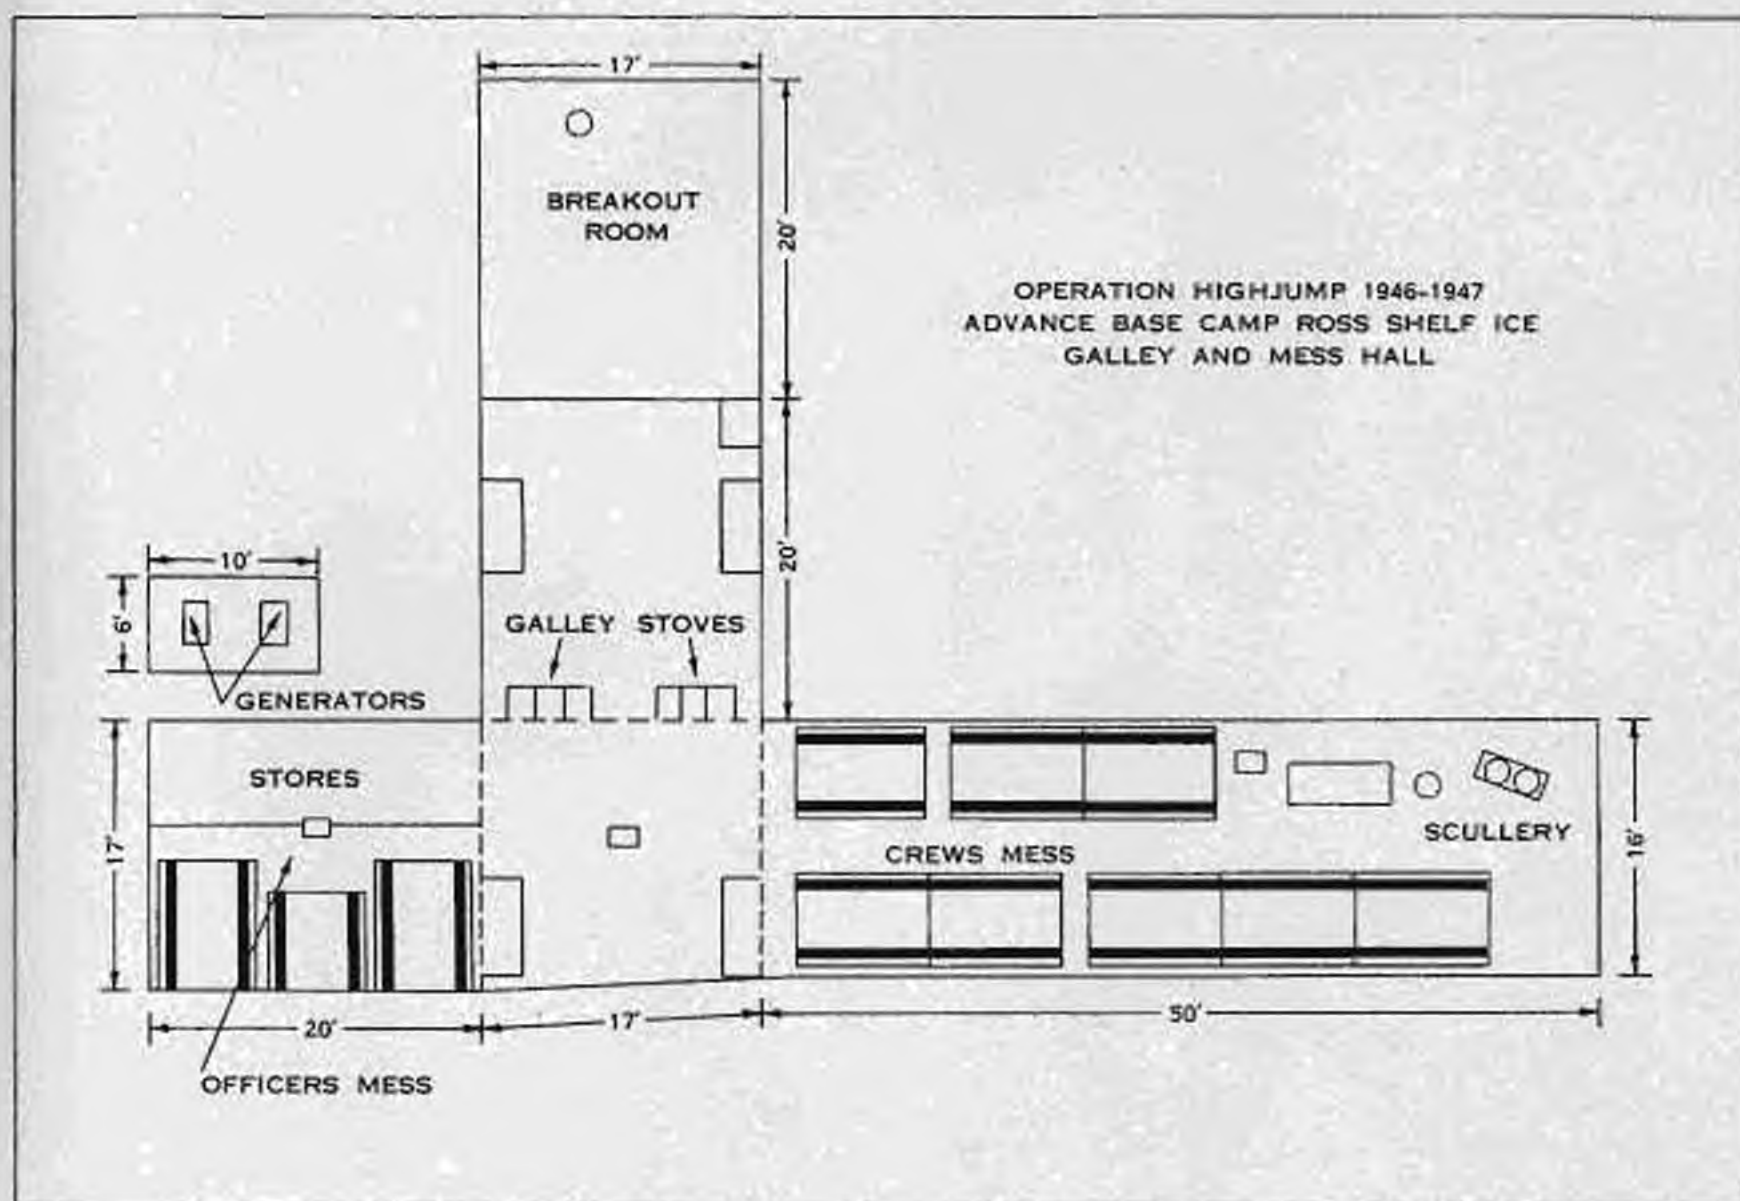 17'
BREAKOUT
ROOM
20'
OPERATION HIGHJUMP 1946-1947
ADVANCE BASE CAMP ROSS SHELF ICE
GALLEY AND MESS HALL
20'
10'
6'
GENERATORS
GALLEY STOVES
STORES
17'
CREWS MESS
SCULLERY
16'
20'
17'
50'
OFFICERS MESS